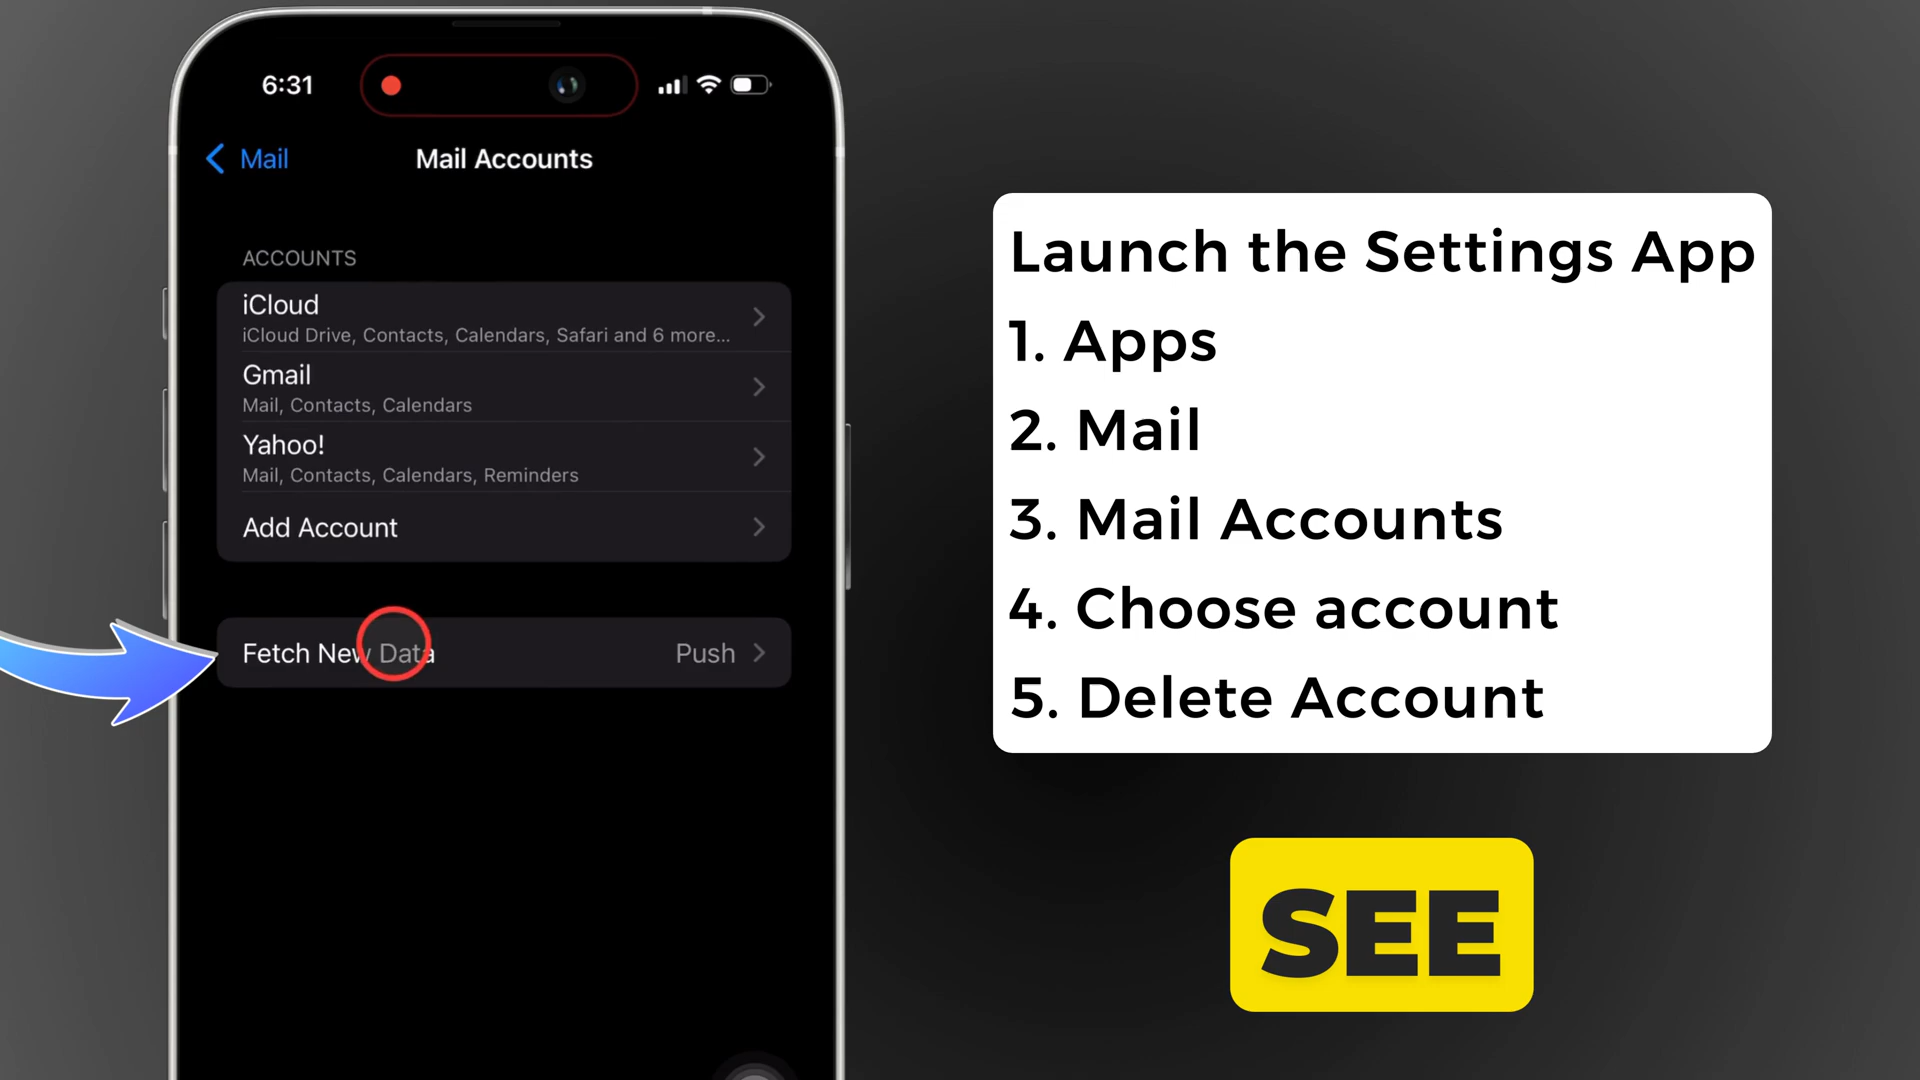 6:31
Mail
Mail Accounts
ACCOUNTS
iCloud
iCloud Drive, Contacts, Calendars, Safari and 6 more...
Gmail
Mail, Contacts, Calendars
Yahoo!
Mail, Contacts, Calendars, Reminders
Add Account
Fetch New Data
Push
Launch the Settings App
1. Apps
2. Mail
3. Mail Accounts
4. Choose account
5. Delete Account
SEE